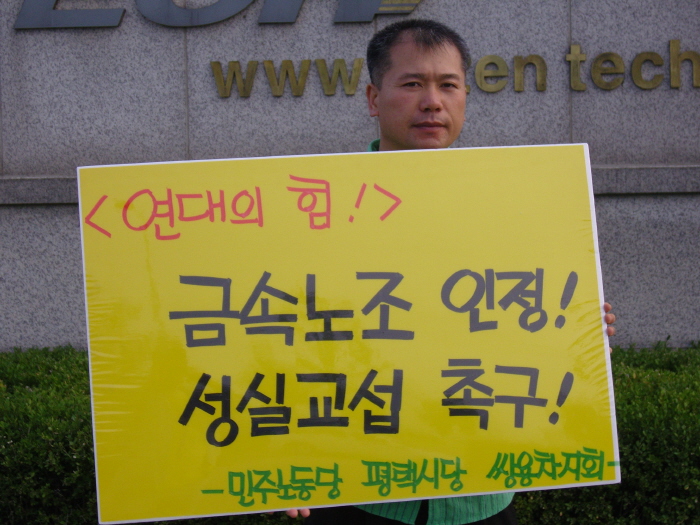 www. en tech
<연대의 힘!>
금속노조 인정!
성실교섭 촉구!
-민주노동당 평택시당 쌍용차지회-